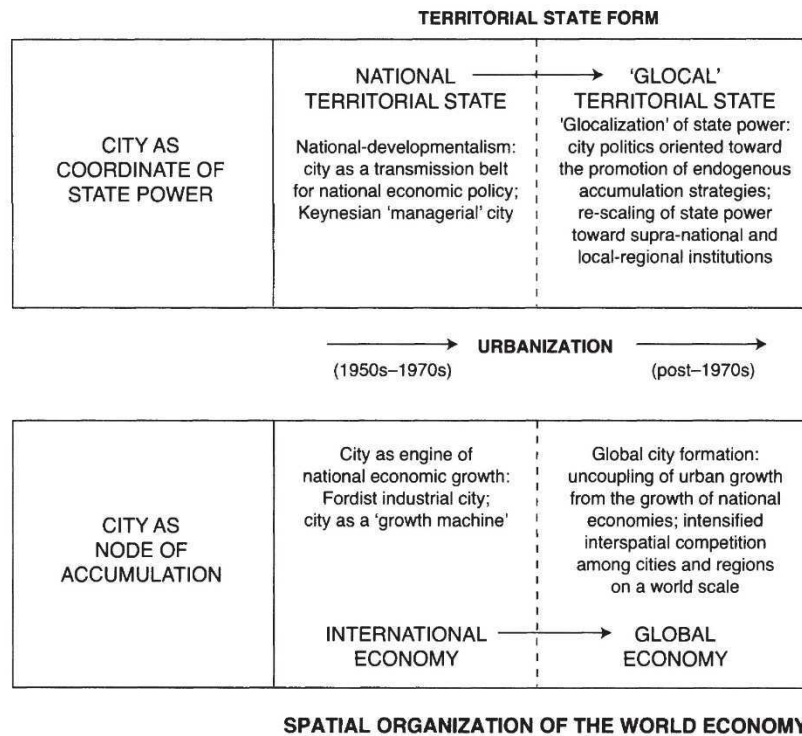 TERRITORIAL STATE FORM
CITY AS
COORDINATE OF
STATE POWER
NATIONAL
TERRITORIAL STATE
National-developmentalism:
city as a transmission belt
for national economic policy;
Keynesian ‘managerial’ city
‘GLOCAL’
TERRITORIAL STATE
‘Glocalization’ of state power:
city politics oriented toward
the promotion of endogenous
accumulation strategies;
re-scaling of state power
toward supra-national and
local-regional institutions
URBANIZATION
(1950s–1970s)
(post–1970s)
CITY AS
NODE OF
ACCUMULATION
City as engine of
national economic growth:
Fordist industrial city;
city as a ‘growth machine’
INTERNATIONAL
ECONOMY
Global city formation:
uncoupling of urban growth
from the growth of national
economies; intensified
interspatial competition
among cities and regions
on a world scale
GLOBAL
ECONOMY
SPATIAL ORGANIZATION OF THE WORLD ECONOMY